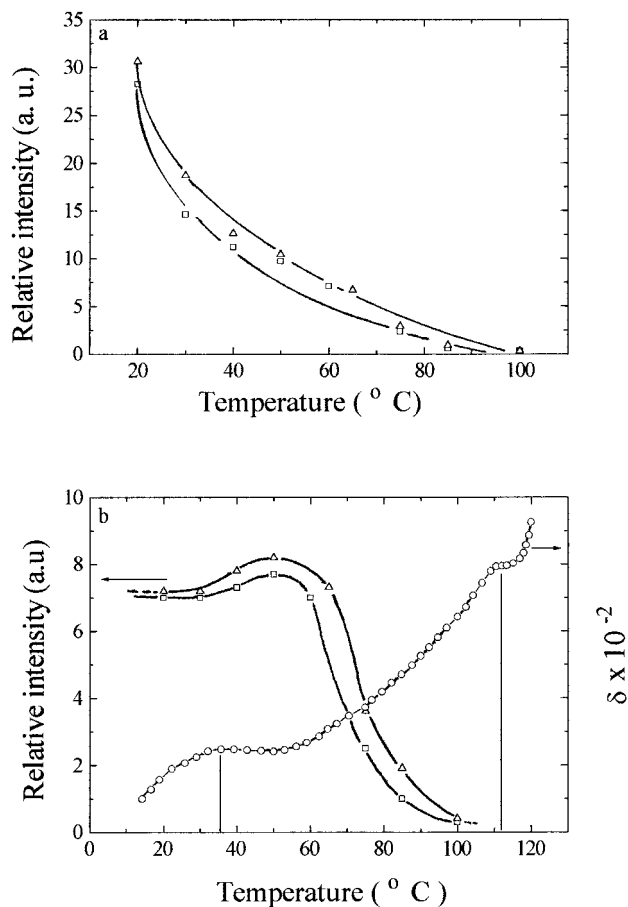 a
35
30
25
20
15
10
5
0
Relative intensity (a. u.)
20 40 60 80 100
Temperature ( ° C)
b
10
8
6
4
2
0
Relative intensity (a.u)
δ x 10⁻²
0 20 40 60 80 100 120
Temperature ( ° C)